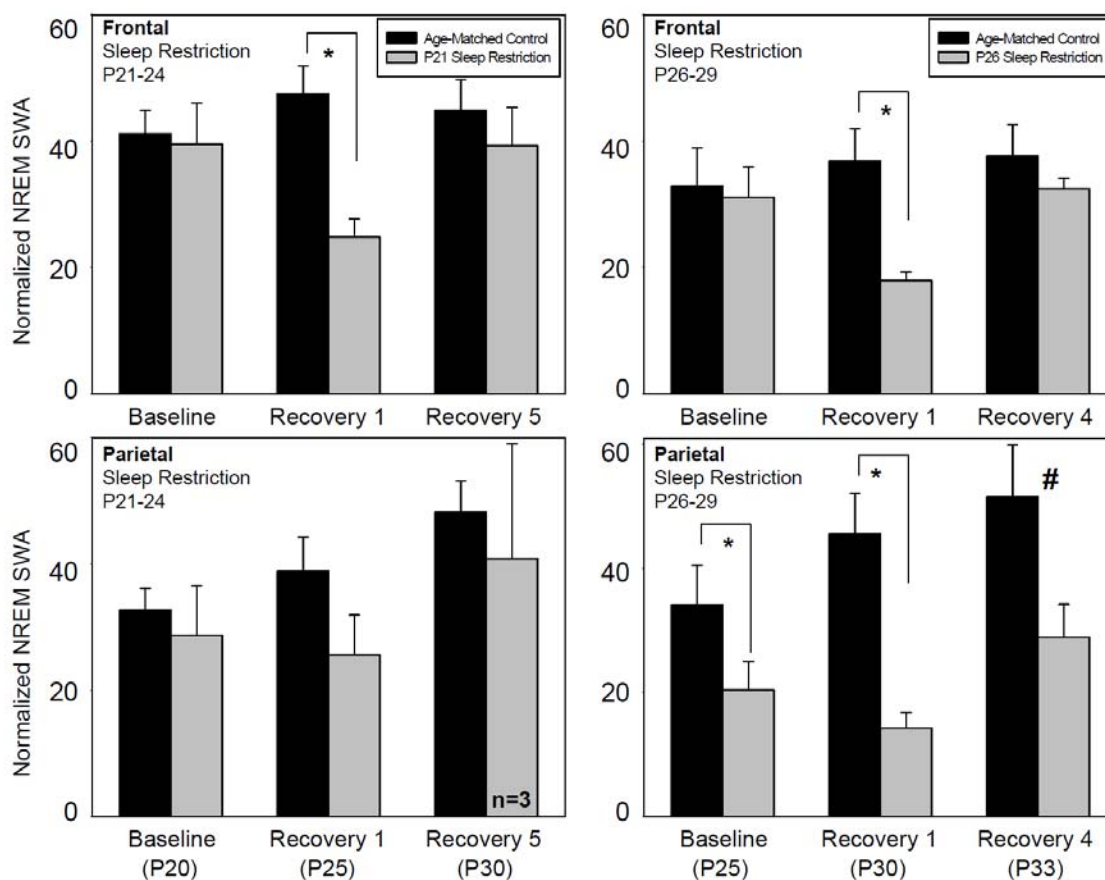 Normalized NREM SWA
60
40
20
0
Frontal
Sleep Restriction
P21-24
*
Age-Matched Control
P21 Sleep Restriction
Baseline
Recovery 1
Recovery 5
60
40
20
0
Frontal
Sleep Restriction
P26-29
*
Age-Matched Control
P26 Sleep Restriction
Baseline
Recovery 1
Recovery 4
Normalized NREM SWA
60
40
20
0
Parietal
Sleep Restriction
P21-24
n=3
Baseline
(P20)
Recovery 1
(P25)
Recovery 5
(P30)
60
40
20
0
Parietal
Sleep Restriction
P26-29
*
*
#
Baseline
(P25)
Recovery 1
(P30)
Recovery 4
(P33)